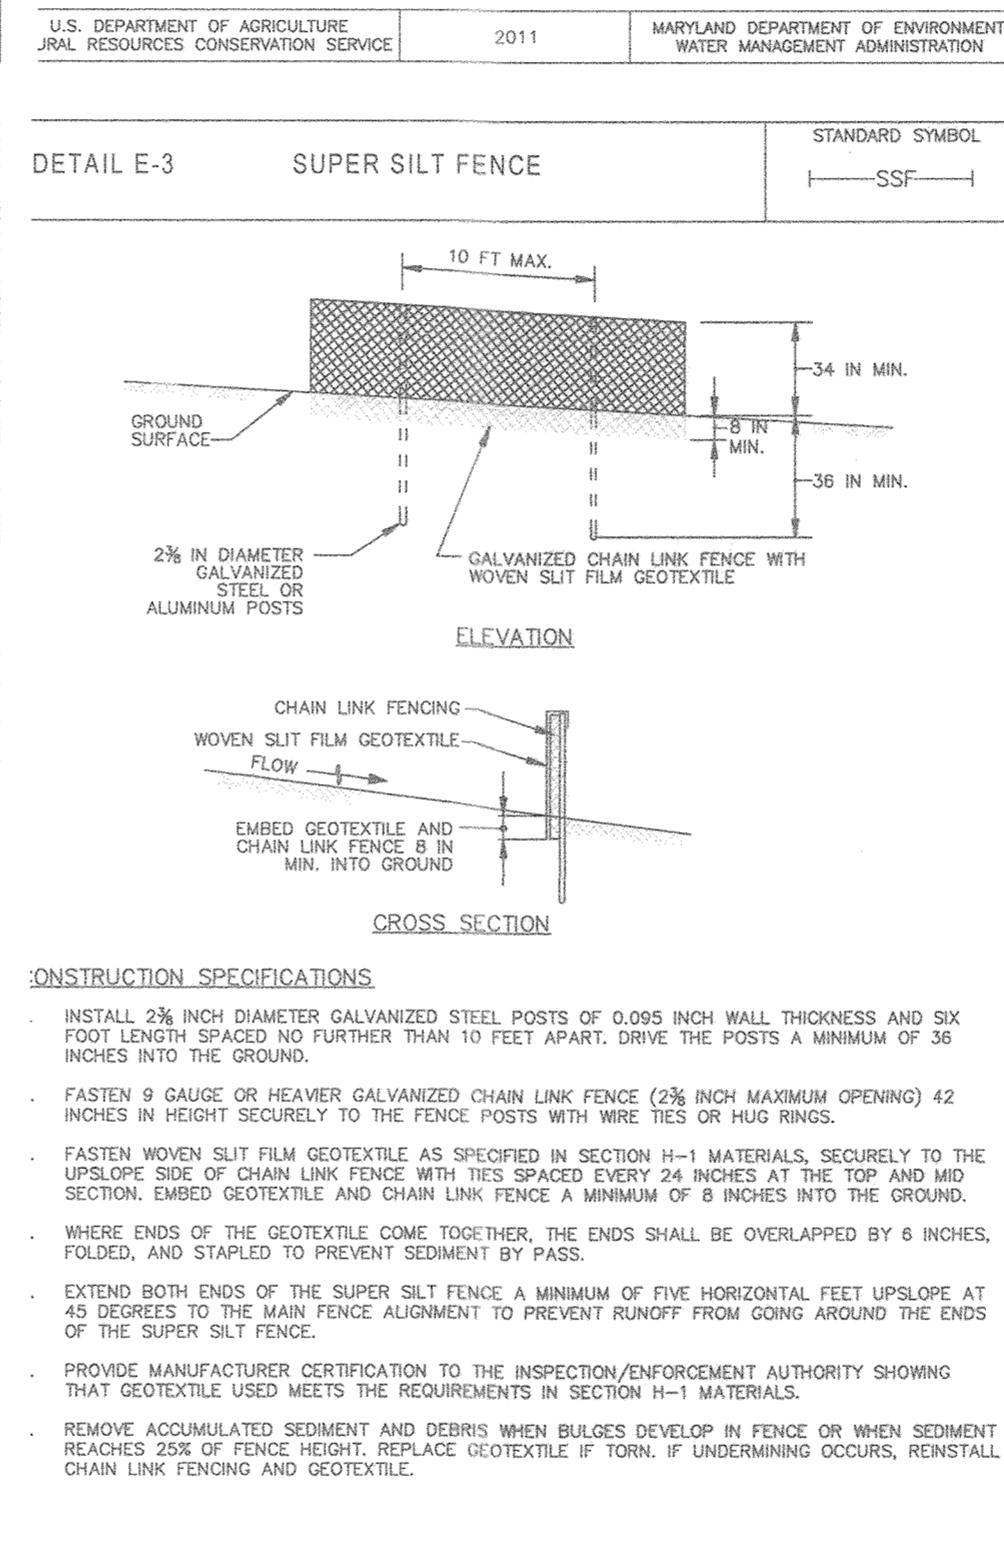 U.S. DEPARTMENT OF AGRICULTURE
URAL RESOURCES CONSERVATION SERVICE
2011
MARYLAND DEPARTMENT OF ENVIRONMENT
WATER MANAGEMENT ADMINISTRATION
DETAIL E-3 SUPER SILT FENCE
STANDARD SYMBOL
SSF
10 FT MAX.
34 IN MIN.
GROUND
SURFACE
8 IN
MIN.
36 IN MIN.
2⅜ IN DIAMETER
GALVANIZED
STEEL OR
ALUMINUM POSTS
GALVANIZED CHAIN LINK FENCE WITH
WOVEN SLIT FILM GEOTEXTILE
ELEVATION
CHAIN LINK FENCING
WOVEN SLIT FILM GEOTEXTILE
FLOW
EMBED GEOTEXTILE AND
CHAIN LINK FENCE 8 IN
MIN. INTO GROUND
CROSS SECTION
CONSTRUCTION SPECIFICATIONS
. INSTALL 2⅜ INCH DIAMETER GALVANIZED STEEL POSTS OF 0.095 INCH WALL THICKNESS AND SIX
FOOT LENGTH SPACED NO FURTHER THAN 10 FEET APART. DRIVE THE POSTS A MINIMUM OF 36
INCHES INTO THE GROUND.
. FASTEN 9 GAUGE OR HEAVIER GALVANIZED CHAIN LINK FENCE (2⅜ INCH MAXIMUM OPENING) 42
INCHES IN HEIGHT SECURELY TO THE FENCE POSTS WITH WIRE TIES OR HUG RINGS.
. FASTEN WOVEN SLIT FILM GEOTEXTILE AS SPECIFIED IN SECTION H-1 MATERIALS, SECURELY TO THE
UPSLOPE SIDE OF CHAIN LINK FENCE WITH TIES SPACED EVERY 24 INCHES AT THE TOP AND MID
SECTION. EMBED GEOTEXTILE AND CHAIN LINK FENCE A MINIMUM OF 8 INCHES INTO THE GROUND.
. WHERE ENDS OF THE GEOTEXTILE COME TOGETHER, THE ENDS SHALL BE OVERLAPPED BY 6 INCHES,
FOLDED, AND STAPLED TO PREVENT SEDIMENT BY PASS.
. EXTEND BOTH ENDS OF THE SUPER SILT FENCE A MINIMUM OF FIVE HORIZONTAL FEET UPSLOPE AT
45 DEGREES TO THE MAIN FENCE ALIGNMENT TO PREVENT RUNOFF FROM GOING AROUND THE ENDS
OF THE SUPER SILT FENCE.
. PROVIDE MANUFACTURER CERTIFICATION TO THE INSPECTION/ENFORCEMENT AUTHORITY SHOWING
THAT GEOTEXTILE USED MEETS THE REQUIREMENTS IN SECTION H-1 MATERIALS.
. REMOVE ACCUMULATED SEDIMENT AND DEBRIS WHEN BULGES DEVELOP IN FENCE OR WHEN SEDIMENT
REACHES 25% OF FENCE HEIGHT. REPLACE GEOTEXTILE IF TORN. IF UNDERMINING OCCURS, REINSTALL
CHAIN LINK FENCING AND GEOTEXTILE.